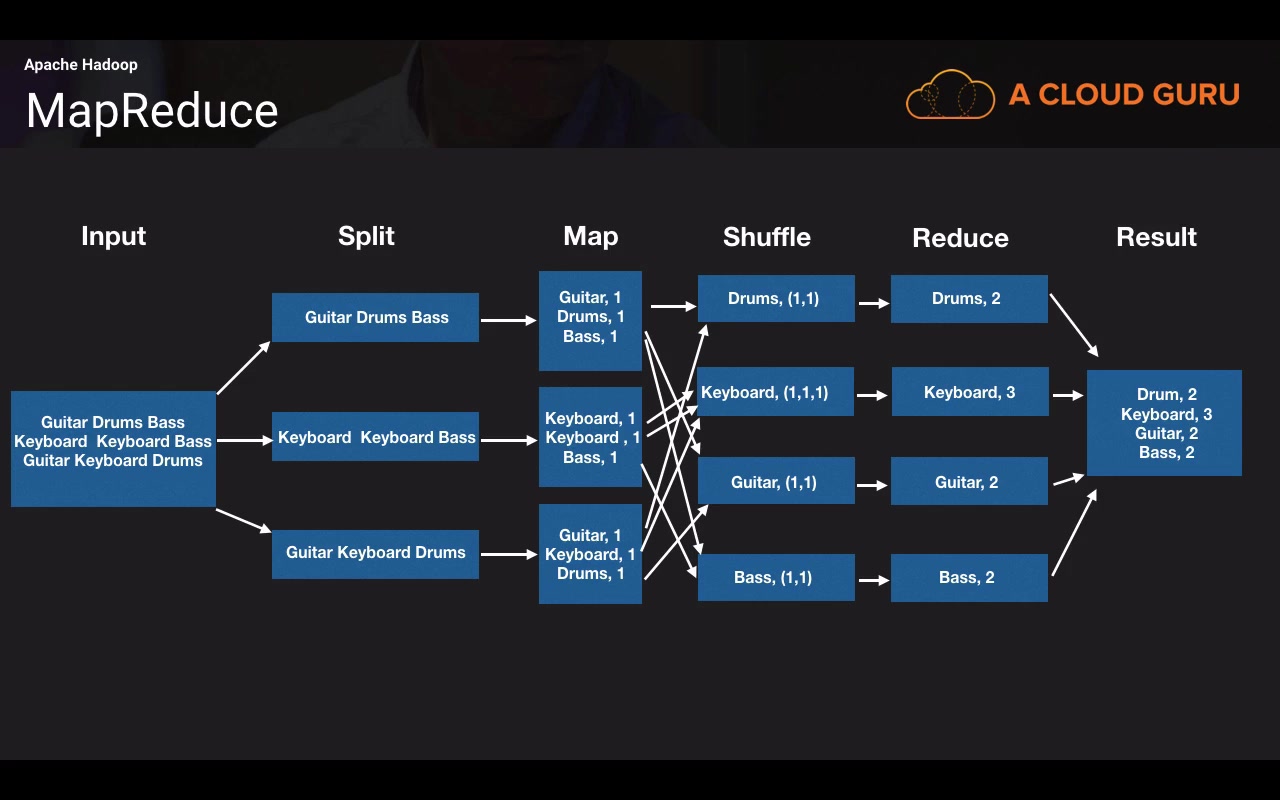 Apache Hadoop
MapReduce
A CLOUD GURU
Input
Split
Map
Shuffle
Reduce
Result
Guitar Drums Bass
Keyboard  Keyboard Bass
Guitar Keyboard Drums
Guitar Drums Bass
Keyboard  Keyboard Bass
Guitar Keyboard Drums
Guitar, 1
Drums, 1
Bass, 1
Keyboard, 1
Keyboard , 1
Bass, 1
Guitar, 1
Keyboard, 1
Drums, 1
Drums, (1,1)
Keyboard, (1,1,1)
Guitar, (1,1)
Bass, (1,1)
Drums, 2
Keyboard, 3
Guitar, 2
Bass, 2
Drum, 2
Keyboard, 3
Guitar, 2
Bass, 2